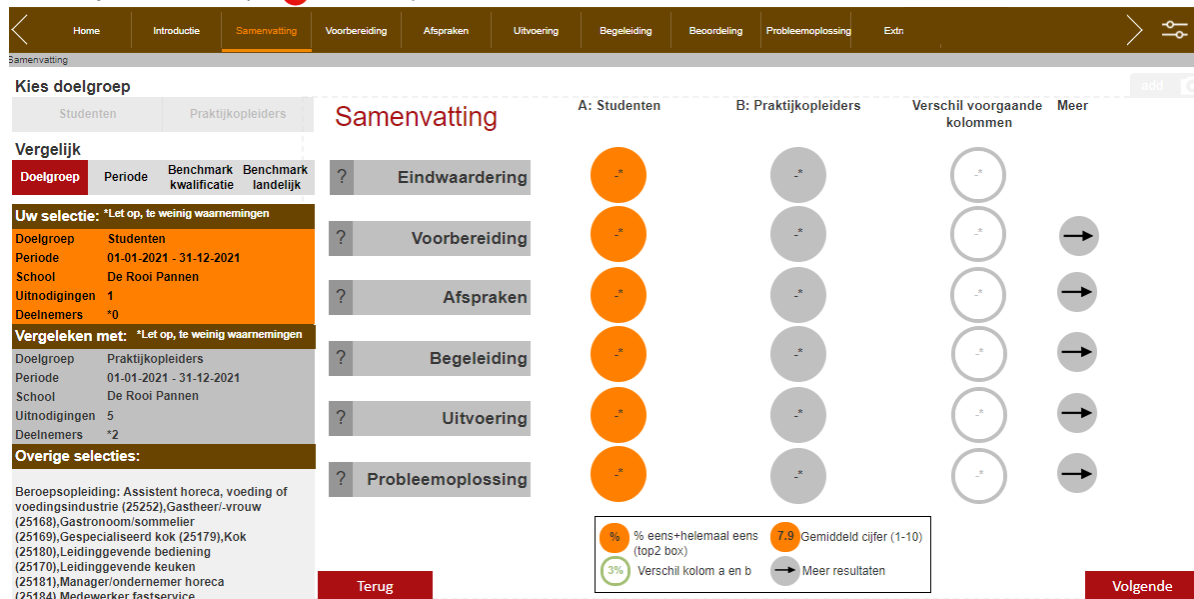 Home
Introductie
Samenvatting
Voorbereiding
Afspraken
Uitvoering
Begeleiding
Beoordeling
Probleemoplossing
Extr
Samenvatting
Kies doelgroep
add
Studenten
Praktijkopleiders
Vergelijk
Doelgroep
Periode
Benchmark
kwalificatie
Benchmark
landelijk
Uw selectie: *Let op, te weinig waarnemingen
Doelgroep Studenten
Periode 01-01-2021 - 31-12-2021
School De Rooi Pannen
Uitnodigingen 1
Deelnemers *0
Vergeleken met: *Let op, te weinig waarnemingen
Doelgroep Praktijkopleiders
Periode 01-01-2021 - 31-12-2021
School De Rooi Pannen
Uitnodigingen 5
Deelnemers *2
Overige selecties:
Beroepsopleiding: Assistent horeca, voeding of
voedingsindustrie (25252),Gastheer/-vrouw
(25168),Gastronoom/sommelier
(25169),Gespecialiseerd kok (25179),Kok
(25180),Leidinggevende bediening
(25170),Leidinggevende keuken
(25181),Manager/ondernemer horeca
(25184),Medewerker fastservice
Samenvatting
A: Studenten
B: Praktijkopleiders
Verschil voorgaande
kolommen
Meer
? Eindwaardering -* -* -*
? Voorbereiding -* -* -*
? Afspraken -* -* -*
? Begeleiding -* -* -*
? Uitvoering -* -* -*
? Probleemoplossing -* -* -*
% % eens+helemaal eens
(top2 box)
7.9 Gemiddeld cijfer (1-10)
3% Verschil kolom a en b
Meer resultaten
Terug
Volgende